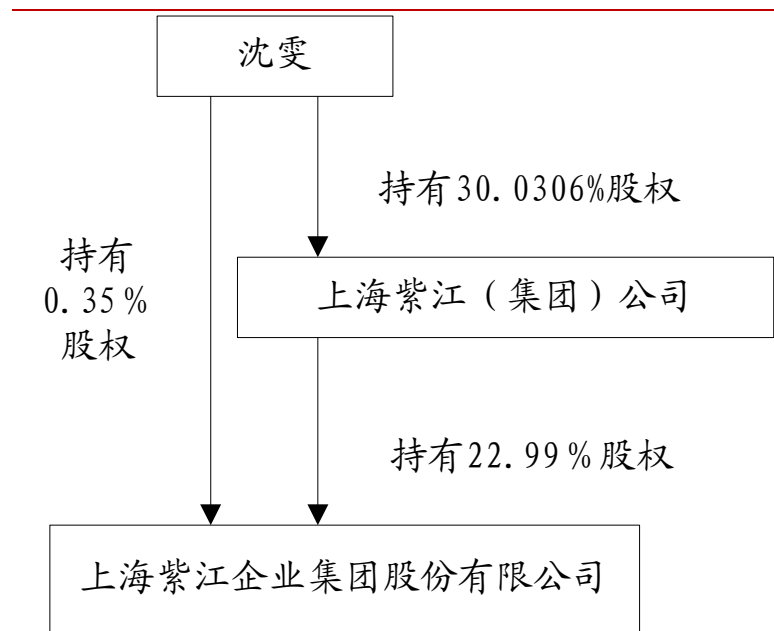 沈雯
持有30.0306%股权
持有
0.35%
股权
上海紫江（集团）公司
持有22.99%股权
上海紫江企业集团股份有限公司